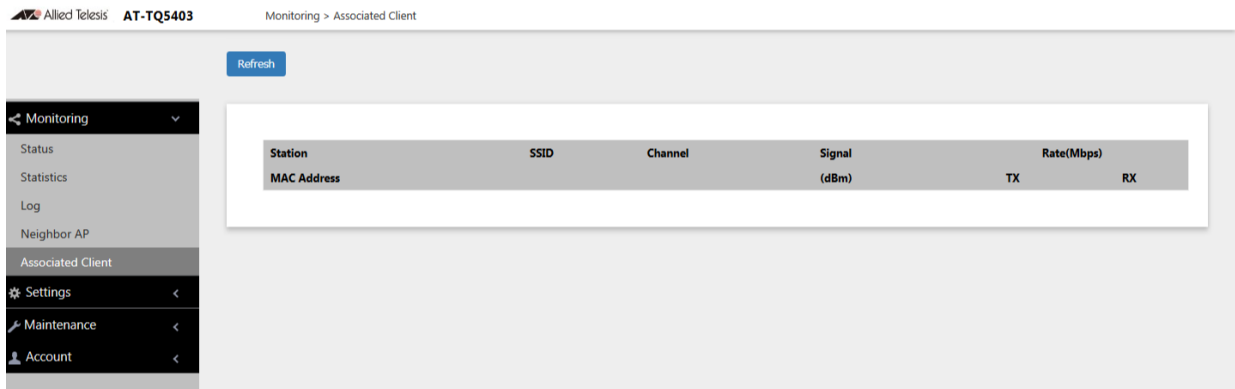 Allied Telesis AT-TQ5403 Monitoring > Associated Client
Refresh
Monitoring
Status
Statistics
Log
Neighbor AP
Associated Client
Settings
Maintenance
Account
Station SSID Channel Signal Rate(Mbps)
MAC Address (dBm) TX RX